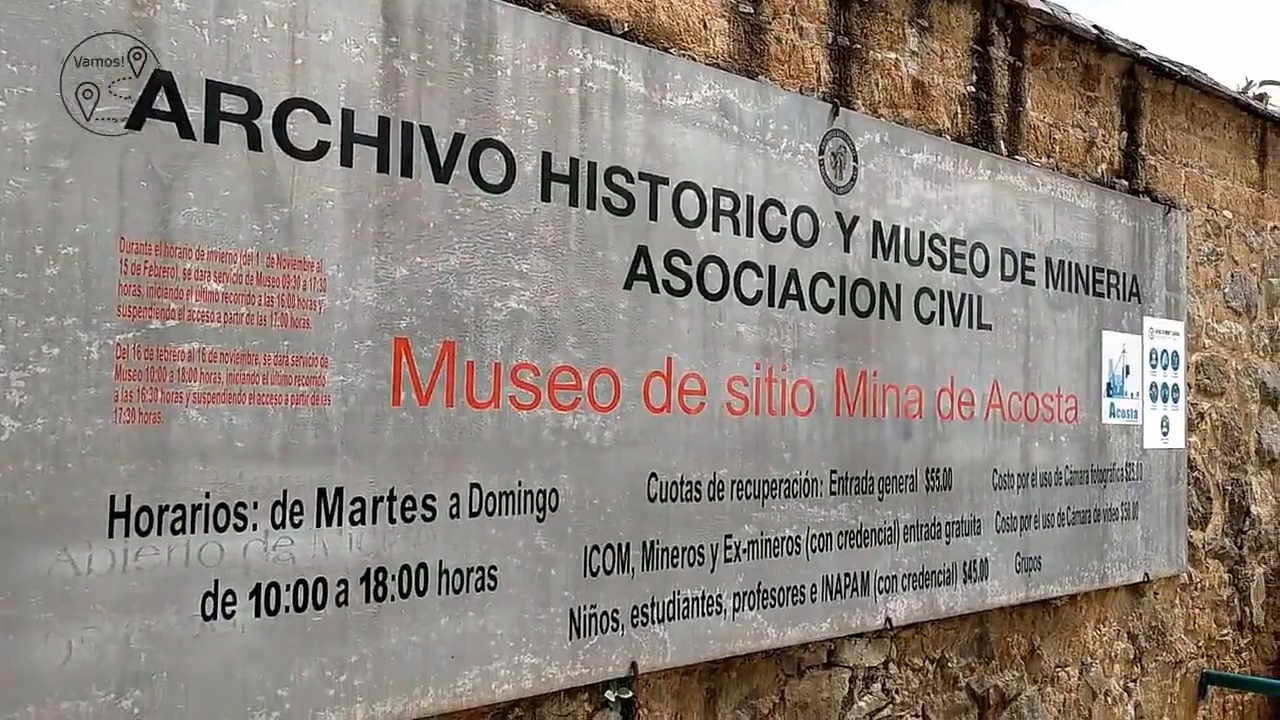 Vamos!
ARCHIVO HISTORICO Y MUSEO DE MINERIA
ASOCIACION CIVIL
Durante el horario de invierno (del 1 de Noviembre al
15 de Febrero), se dara servicio de Museo 09:30 a 17:30
horas, iniciando el último recorrido a las 16:00 horas y
suspendiendo el acceso a partir de las 17:00 horas.
Del 16 de febrero al 16 de noviembre, se dará servicio de
Museo 10:00 a 18:00 horas, iniciando el último recorrido
a las 16:30 horas y suspendiendo el acceso a partir de las
17:30 horas.
Museo de sitio Mina de Acosta
Acosta
Horarios: de Martes a Domingo
Abierto de
de 10:00 a 18:00 horas
Cuotas de recuperación: Entrada general $55.00
ICOM, Mineros y Ex-mineros (con credencial) entrada gratuita
Niños, estudiantes, profesores e INAPAM (con credencial) $45.00
Costo por el uso de Cámara fotográfica
Costo por el uso de Cámara de video
Grupos